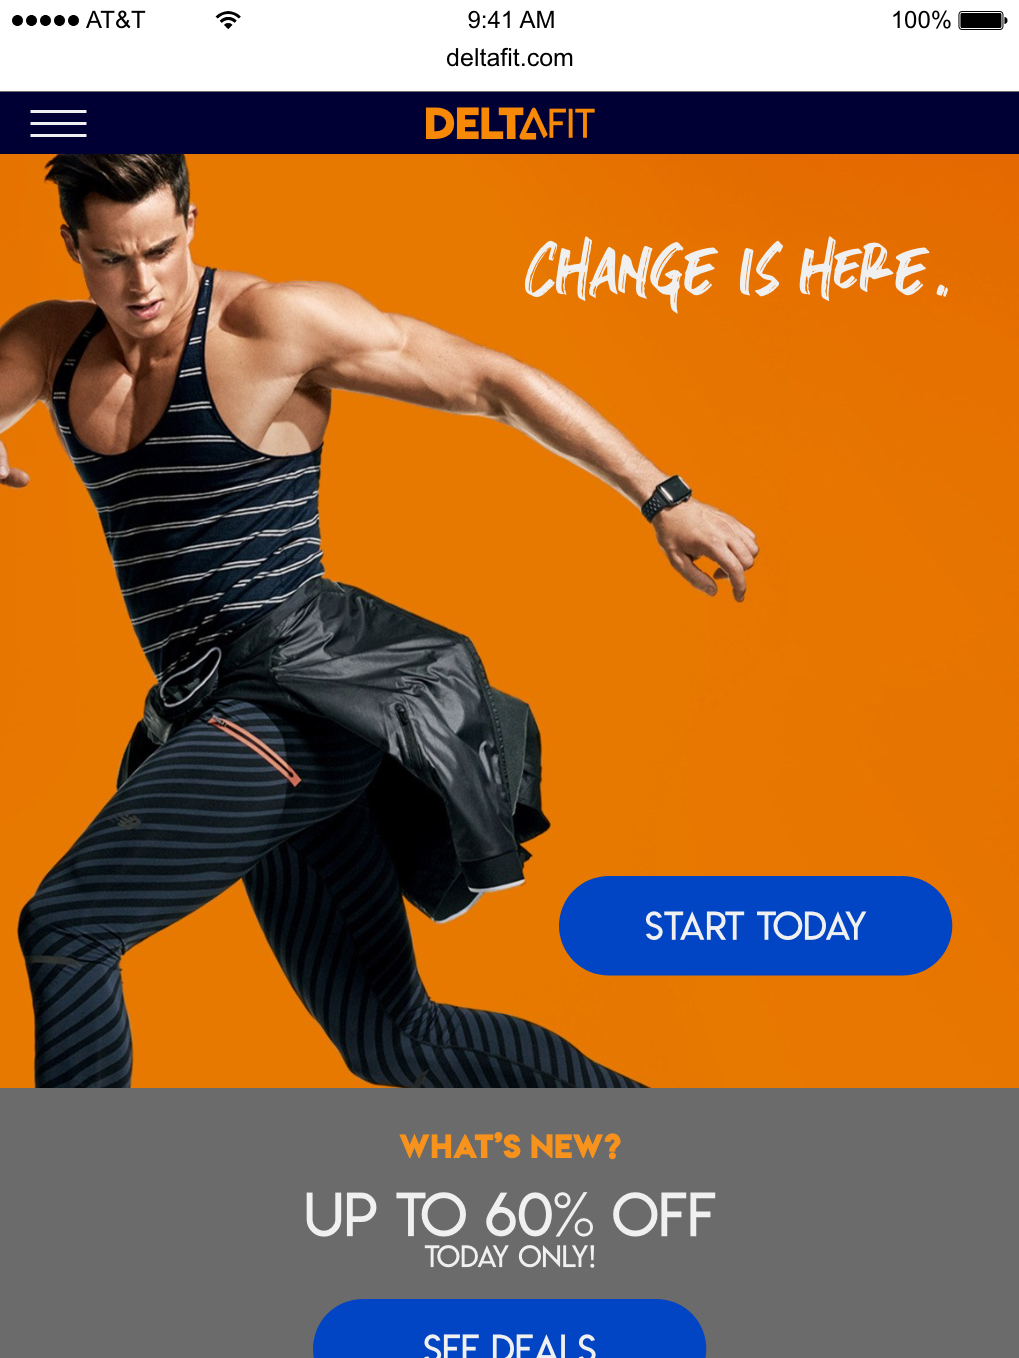 AT&T 9:41 AM 100%
deltafit.com
DELTAFIT
CHANGE IS HERE.
START TODAY
WHAT'S NEW?
UP TO 60% OFF
TODAY ONLY!
SEE DEALS